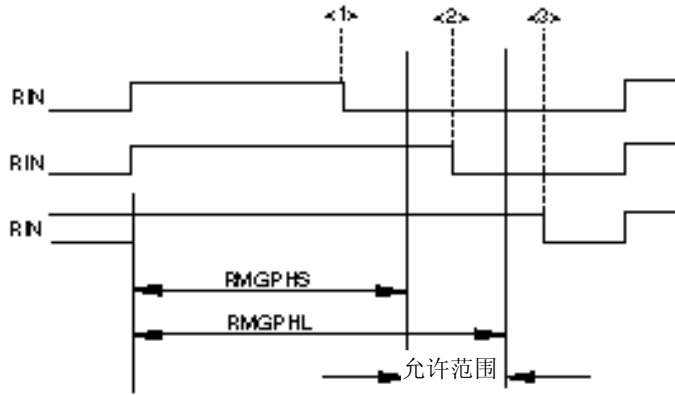 <1> <2> <3>
RIN
RIN
RIN
RMGPHS
RMGPHL
允许范围